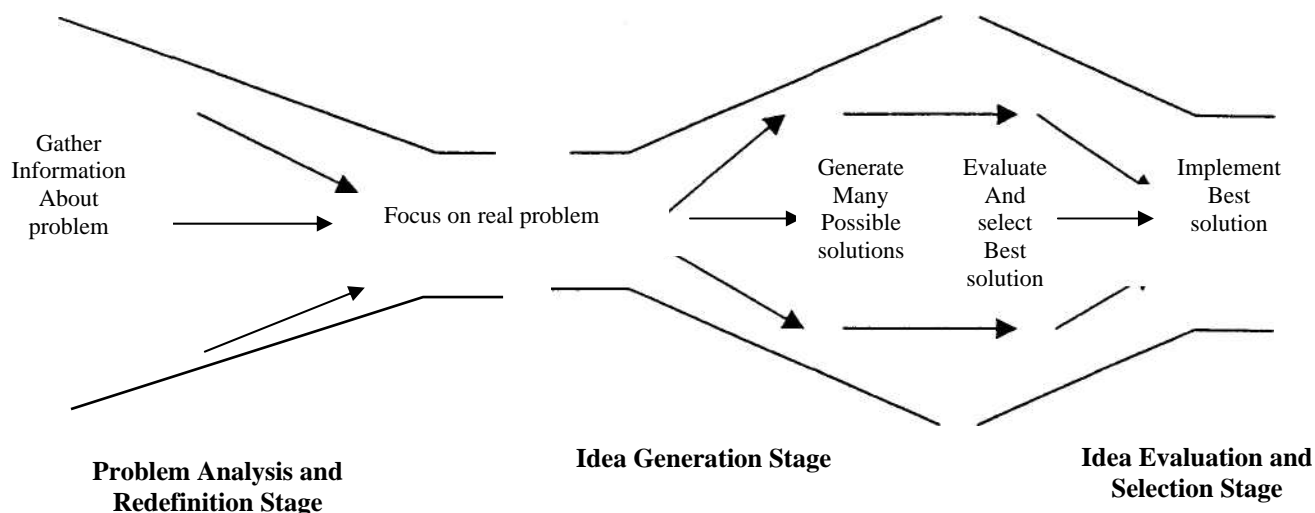 Gather
Information
About
problem
Focus on real problem
Generate
Many
Possible
solutions
Evaluate
And
select
Best
solution
Implement
Best
solution
Problem Analysis and
Redefinition Stage
Idea Generation Stage
Idea Evaluation and
Selection Stage